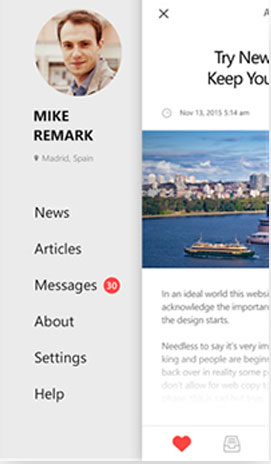 MIKE
REMARK
Madrid, Spain
News
Articles
Messages 30
About
Settings
Help
A
Try New
Keep You
Nov 13, 2015 5:14 am
In an ideal world this websi
acknowledge the importan
the design starts.
Needless to say it's very im
king and people are begins
back over in reality some p
don't allow for web copy t